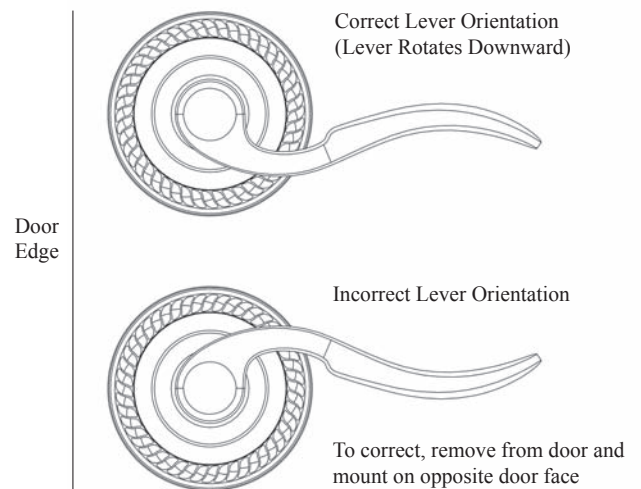 Correct Lever Orientation
(Lever Rotates Downward)
Door
Edge
Incorrect Lever Orientation
To correct, remove from door and
mount on opposite door face